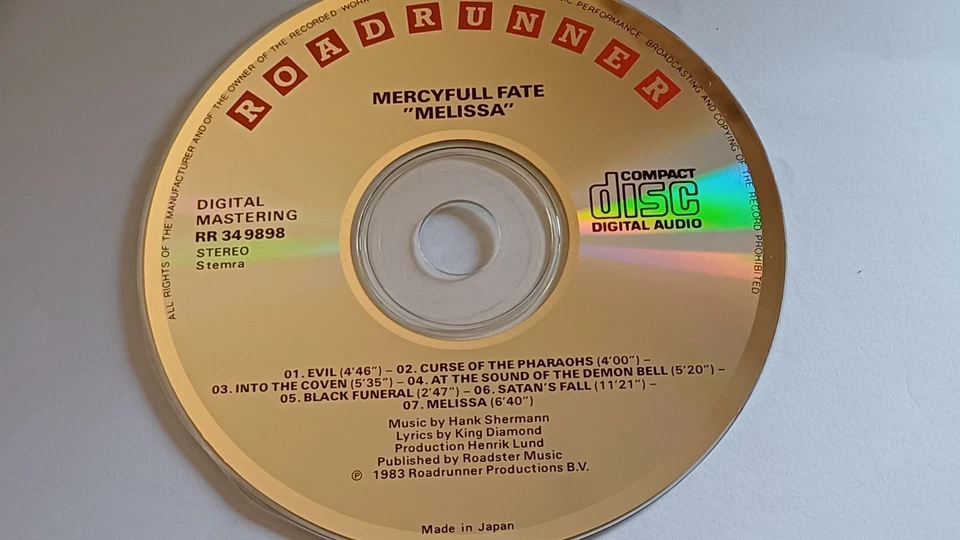 ALL RIGHTS OF THE MANUFACTURER AND OF THE OWNER OF THE RECORDED WORK
PERFORMANCE BROADCASTING AND COPYING OF THE RECORD PROHIBITED
ROADRUNNER
MERCYFULL FATE
"MELISSA"
DIGITAL
MASTERING
RR 34 9898
STEREO
Stemra
COMPACT
disc
DIGITAL AUDIO
01. EVIL (4'46") – 02. CURSE OF THE PHARAOHS (4'00") –
03. INTO THE COVEN (5'35") – 04. AT THE SOUND OF THE DEMON BELL (5'20") –
05. BLACK FUNERAL (2'47") – 06. SATAN'S FALL (11'21") –
07. MELISSA (6'40")
Music by Hank Shermann
Lyrics by King Diamond
Production Henrik Lund
Published by Roadster Music
℗ 1983 Roadrunner Productions B.V.
Made in Japan